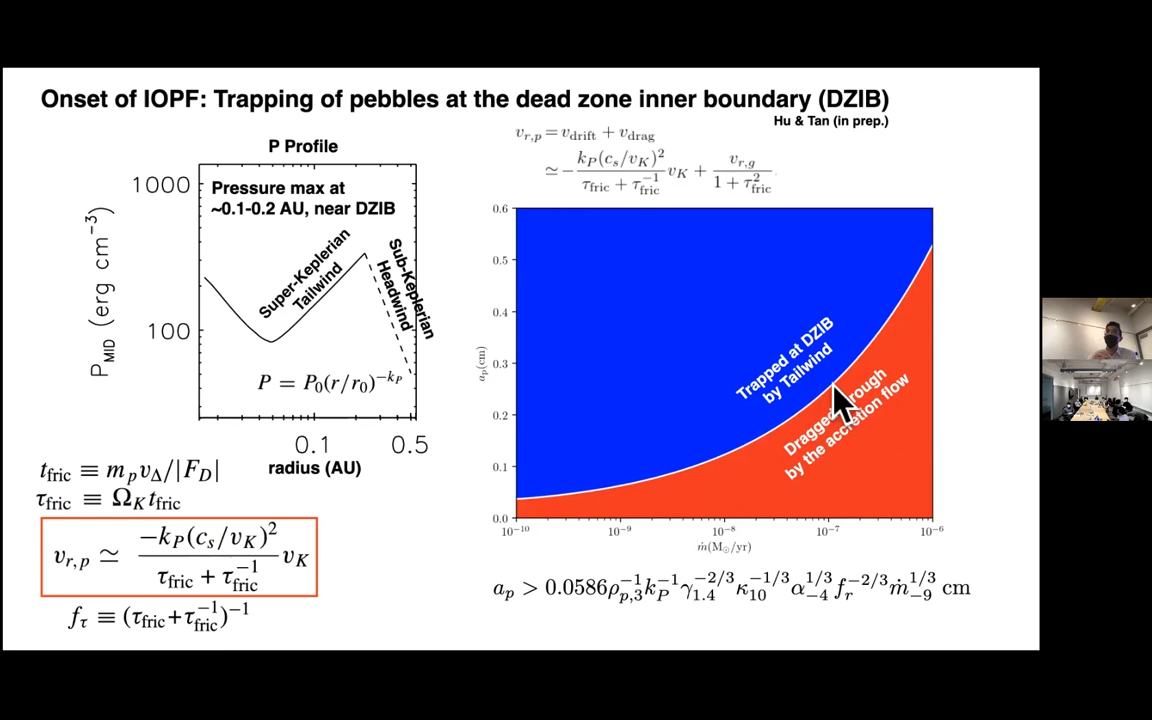 Onset of IOPF: Trapping of pebbles at the dead zone inner boundary (DZIB)
Hu & Tan (in prep.)
P Profile
1000
100
P_MID (erg cm^{-3})
Pressure max at
~0.1-0.2 AU, near DZIB
Super-Keplerian
Tailwind
Sub-Keplerian
Headwind
P = P_0(r/r_0)^{-k_P}
0.1
0.5
radius (AU)
t_fric ≡ m_p v_Δ/|F_D|
τ_fric ≡ Ω_K t_fric
v_{r,p} ≃ \frac{-k_P(c_s/v_K)^2}{τ_fric + τ_fric^{-1}} v_K
f_τ ≡ (τ_fric+τ_fric^{-1})^{-1}
v_{r,p} = v_drift + v_drag
≃ -\frac{k_P(c_s/v_K)^2}{τ_fric + τ_fric^{-1}} v_K + \frac{v_{r,g}}{1 + τ_fric^2}.
0.6
0.5
0.4
0.3
0.2
0.1
0.0
a_p(cm)
Trapped at DZIB
by Tailwind
Dragged through
by the accretion flow
10^{-10}
10^{-9}
10^{-8}
10^{-7}
10^{-6}
ṁ(M_⊙/yr)
a_p > 0.0586ρ_{p,3}^{-1}k_P^{-1}γ_{1.4}^{-2/3}κ_{10}^{-1/3}α_{-4}^{1/3}f_r^{-2/3}ṁ_{-9}^{1/3} cm